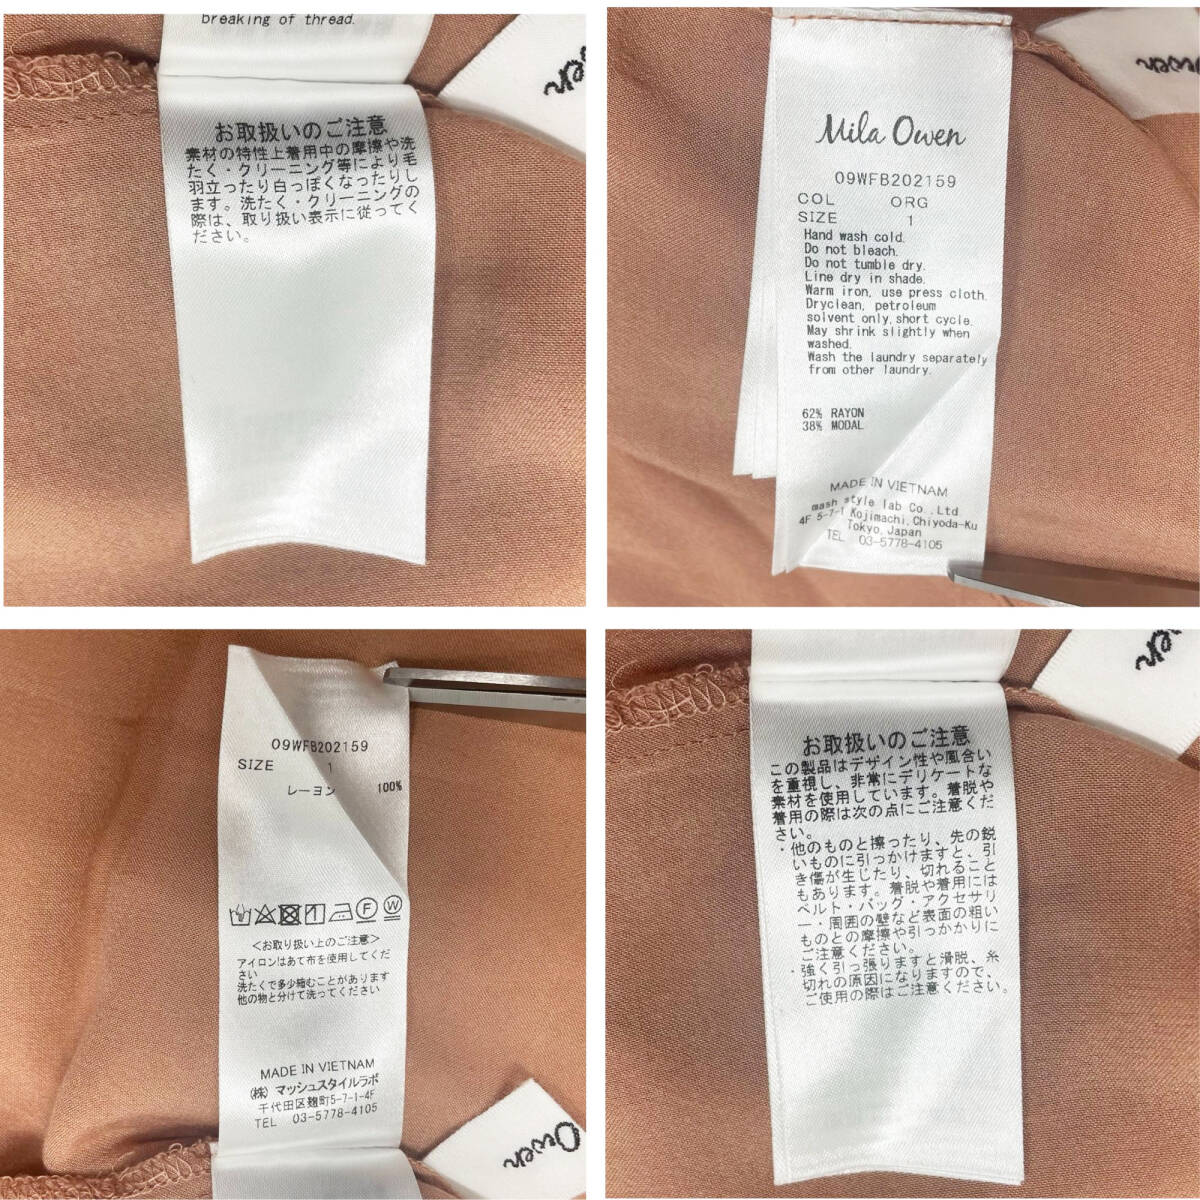 breaking of thread.
お取扱いのご注意
素材の特性上着用中の摩擦や洗
たく・クリーニング等により毛
羽立ったり白っぽくなったりし
ます。洗たく・クリーニングの
際は、取り扱い表示に従ってく
ださい。
Mila Owen
09WFB202159
COL ORG
SIZE 1
Hand wash cold.
Do not bleach.
Do not tumble dry.
Line dry in shade.
Warm iron, use press cloth.
Dryclean, petroleum
solvent only, short cycle.
May shrink slightly when
washed.
Wash the laundry separately
from other laundry.
62% RAYON
38% MODAL
MADE IN VIETNAM
mash style lab Co.,Ltd
4F 5-7-1 Kojimachi,Chiyoda-Ku
Tokyo,Japan
TEL 03-5778-4105
09WFB202159
SIZE 1
レーヨン 100%
<お取り扱い上のご注意>
アイロンはあて布を使用してくだ
さい
洗たくで多少縮むことがあります
他の物と分けて洗ってください
MADE IN VIETNAM
(株) マッシュスタイルラボ
千代田区麹町5-7-1-4F
TEL 03-5778-4105
Owen
お取扱いのご注意
この製品はデザイン性や風合い
を重視し、非常にデリケートな
素材を使用しています。着脱や
着用の際は次の点にご注意くだ
さい。
・他のものと擦ったり、先の鋭
いものに引っかけますと、引
き傷が生じたり、切れること
もあります。着脱や着用には
ベルト・バッグ・アクセサリ
ー・周囲の壁など表面の粗い
ものとの摩擦や引っかかりに
ご注意ください。
・強く引っ張りますと滑脱、糸
切れの原因になりますので、
ご使用の際はご注意ください。